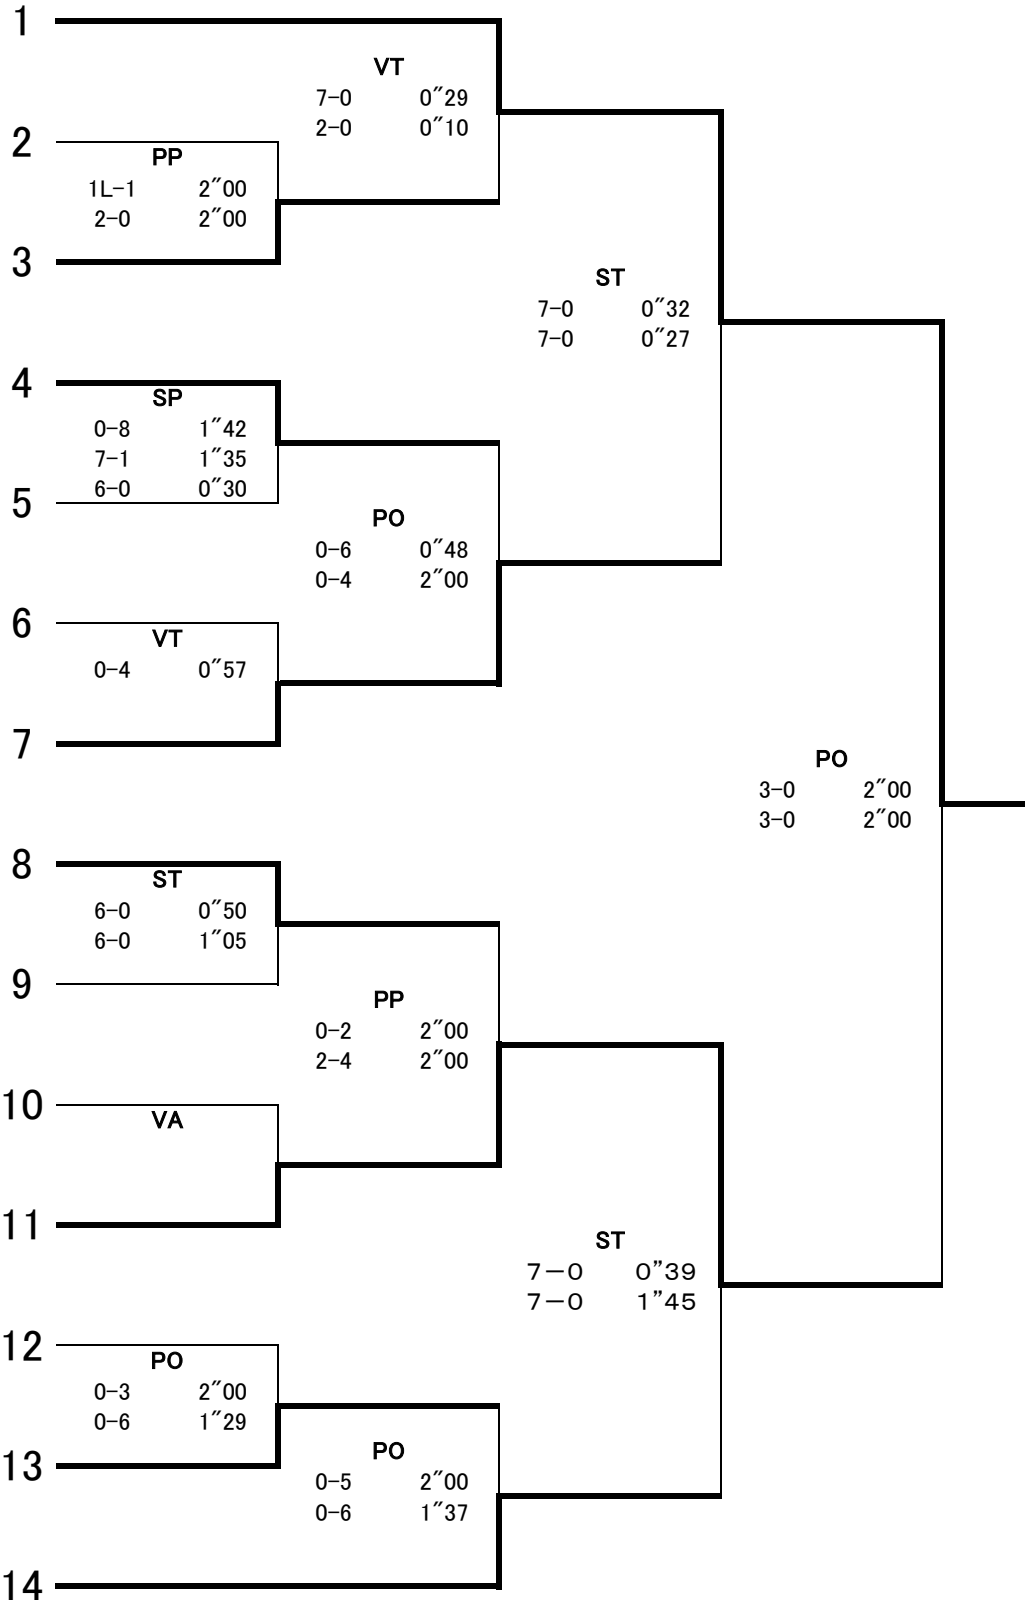 1
VT
7-0 0″29
2-0 0″10
2
PP
1L-1 2″00
2-0 2″00
3
ST
7-0 0″32
7-0 0″27
4
SP
0-8 1″42
7-1 1″35
6-0 0″30
5
PO
0-6 0″48
0-4 2″00
6
VT
0-4 0″57
7
PO
3-0 2″00
3-0 2″00
8
ST
6-0 0″50
6-0 1″05
9
PP
0-2 2″00
2-4 2″00
10
VA
11
ST
7－0 0”39
7－0 1”45
12
PO
0-3 2″00
0-6 1″29
13
PO
0-5 2″00
0-6 1″37
14